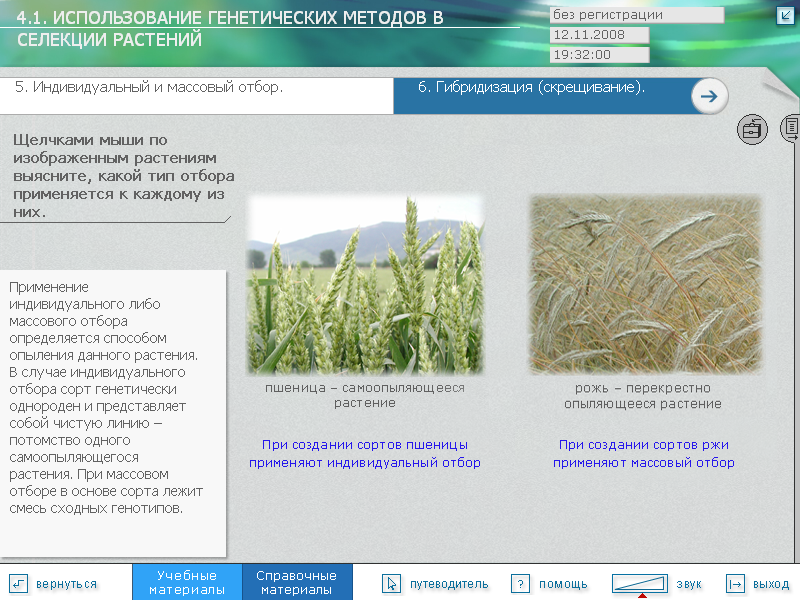 4.1. ИСПОЛЬЗОВАНИЕ ГЕНЕТИЧЕСКИХ МЕТОДОВ В
СЕЛЕКЦИИ РАСТЕНИЙ
без регистрации
12.11.2008
19:32:00
5. Индивидуальный и массовый отбор.
6. Гибридизация (скрещивание).
Щелчками мыши по
изображенным растениям
выясните, какой тип отбора
применяется к каждому из
них.
Применение
индивидуального либо
массового отбора
определяется способом
опыления данного растения.
В случае индивидуального
отбора сорт генетически
однороден и представляет
собой чистую линию –
потомство одного
самоопыляющегося
растения. При массовом
отборе в основе сорта лежит
смесь сходных генотипов.
пшеница – самоопыляющееся
растение
При создании сортов пшеницы
применяют индивидуальный отбор
рожь – перекрестно
опыляющееся растение
При создании сортов ржи
применяют массовый отбор
вернуться
Учебные
материалы
Справочные
материалы
путеводитель
? помощь
звук
выход